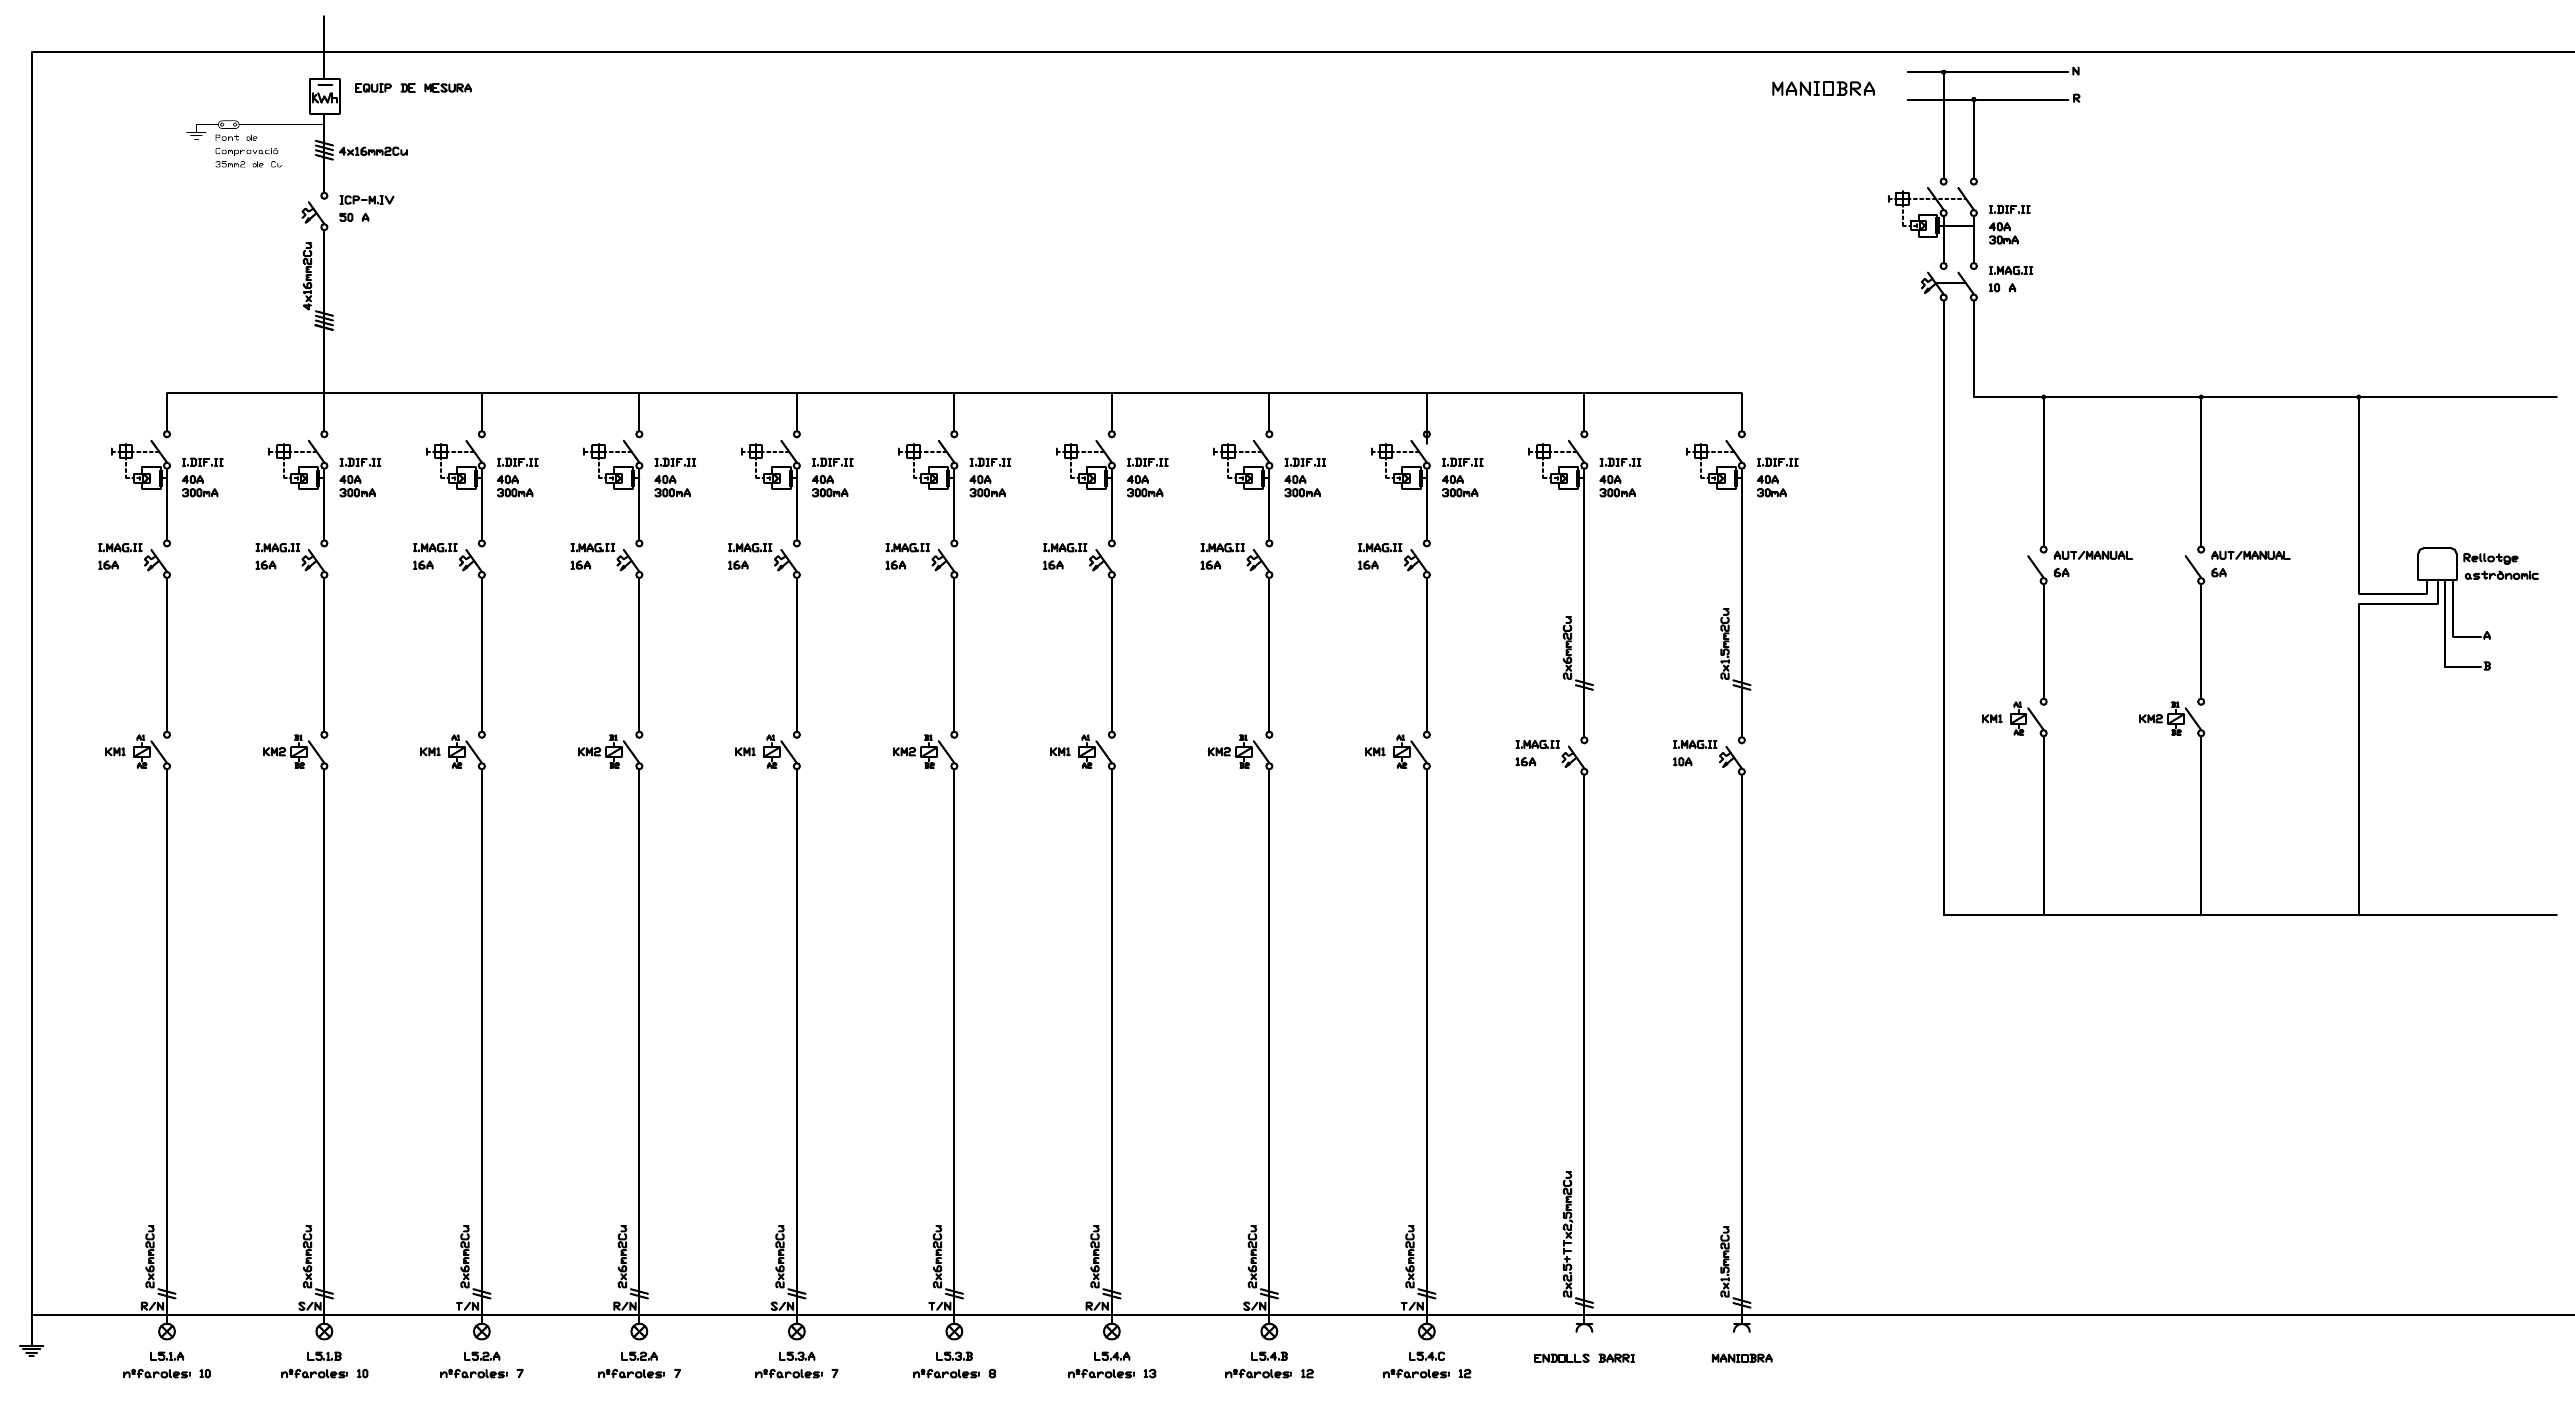 EQUIP DE MESURA
KWh
Pont de
Comprovació
35mm2 de Cu
4x16mm2Cu
ICP-M.IV
50 A
4x16mm2Cu
MANIOBRA
N
R
I.DIF.II
40A
30mA
I.MAG.II
10 A
I.DIF.II
40A
300mA
I.DIF.II
40A
300mA
I.DIF.II
40A
300mA
I.DIF.II
40A
300mA
I.DIF.II
40A
300mA
I.DIF.II
40A
300mA
I.DIF.II
40A
300mA
I.DIF.II
40A
300mA
I.DIF.II
40A
300mA
I.DIF.II
40A
300mA
I.DIF.II
40A
30mA
I.MAG.II
16A
I.MAG.II
16A
I.MAG.II
16A
I.MAG.II
16A
I.MAG.II
16A
I.MAG.II
16A
I.MAG.II
16A
I.MAG.II
16A
I.MAG.II
16A
AUT/MANUAL
6A
AUT/MANUAL
6A
Rellotge
astrònomic
A
B
2x6mm2Cu
2x1.5mm2Cu
KM1
A1
A2
KM2
B1
B2
KM1
A1
A2
KM2
B1
B2
KM1
A1
A2
KM2
B1
B2
KM1
A1
A2
KM2
B1
B2
KM1
A1
A2
I.MAG.II
16A
I.MAG.II
10A
KM1
A1
A2
KM2
B1
B2
2x6mm2Cu
2x6mm2Cu
2x6mm2Cu
2x6mm2Cu
2x6mm2Cu
2x6mm2Cu
2x6mm2Cu
2x6mm2Cu
2x6mm2Cu
2x2.5+TTx2,5mm2Cu
2x1.5mm2Cu
R/N
S/N
T/N
R/N
S/N
T/N
R/N
S/N
T/N
L5.1.A
nºfaroles: 10
L5.1.B
nºfaroles: 10
L5.2.A
nºfaroles: 7
L5.2.A
nºfaroles: 7
L5.3.A
nºfaroles: 7
L5.3.B
nºfaroles: 8
L5.4.A
nºfaroles: 13
L5.4.B
nºfaroles: 12
L5.4.C
nºfaroles: 12
ENDOLLS BARRI
MANIOBRA